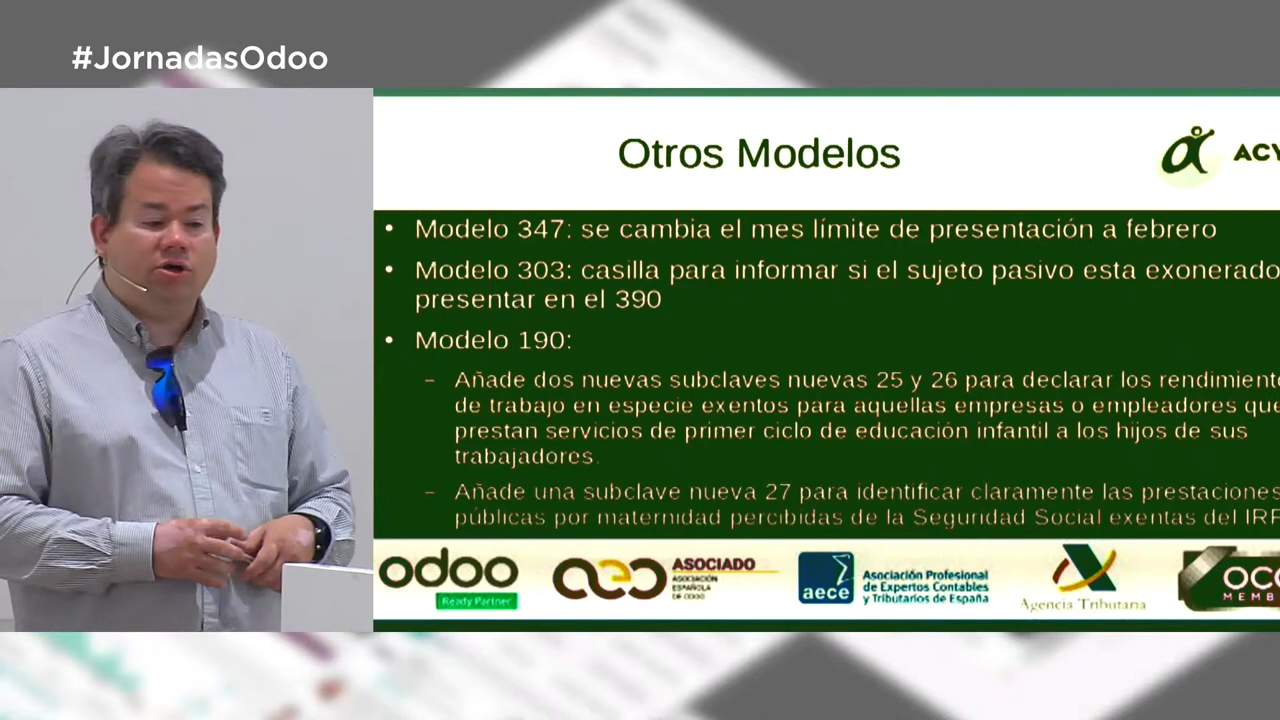 #JornadasOdoo
Otros Modelos
• Modelo 347: se cambia el mes límite de presentación a febrero
• Modelo 303: casilla para informar si el sujeto pasivo esta exonerado
presentar en el 390
• Modelo 190:
– Añade dos nuevas subclaves nuevas 25 y 26 para declarar los
de trabajo en especie exentos para aquellas empresas o empleadores que
prestan servicios de primer ciclo de educación infantil a los hijos de sus
trabajadores.
– Añade una subclave nueva 27 para identificar claramente las prestaciones
públicas por maternidad percibidas de la Seguridad Social exentas del
odoo
Ready Partner
aeo
ASOCIADO
ASOCIACIÓN
ESPAÑOLA
DE ODOO
aece
Asociación Profesional
de Expertos Contables
y Tributarios de España
Agencia Tributaria